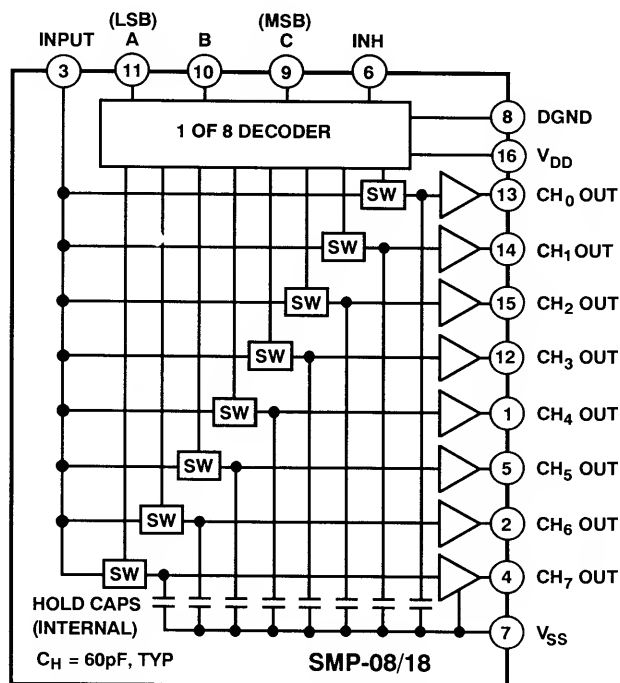 (LSB) (MSB)
INPUT A B C INH
3 11 10 9 6
8 DGND
1 OF 8 DECODER
16 VDD
SW 13 CH0 OUT
SW 14 CH1 OUT
SW 15 CH2 OUT
SW 12 CH3 OUT
SW 1 CH4 OUT
SW 5 CH5 OUT
SW 2 CH6 OUT
SW 4 CH7 OUT
HOLD CAPS
(INTERNAL)
7 VSS
CH = 60pF, TYP
SMP-08/18